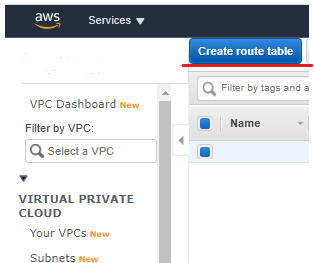 aws
Services
Create route table
VPC Dashboard New
Filter by tags and a
Filter by VPC:
Select a VPC
Name
VIRTUAL PRIVATE
CLOUD
Your VPCs New
Subnets New